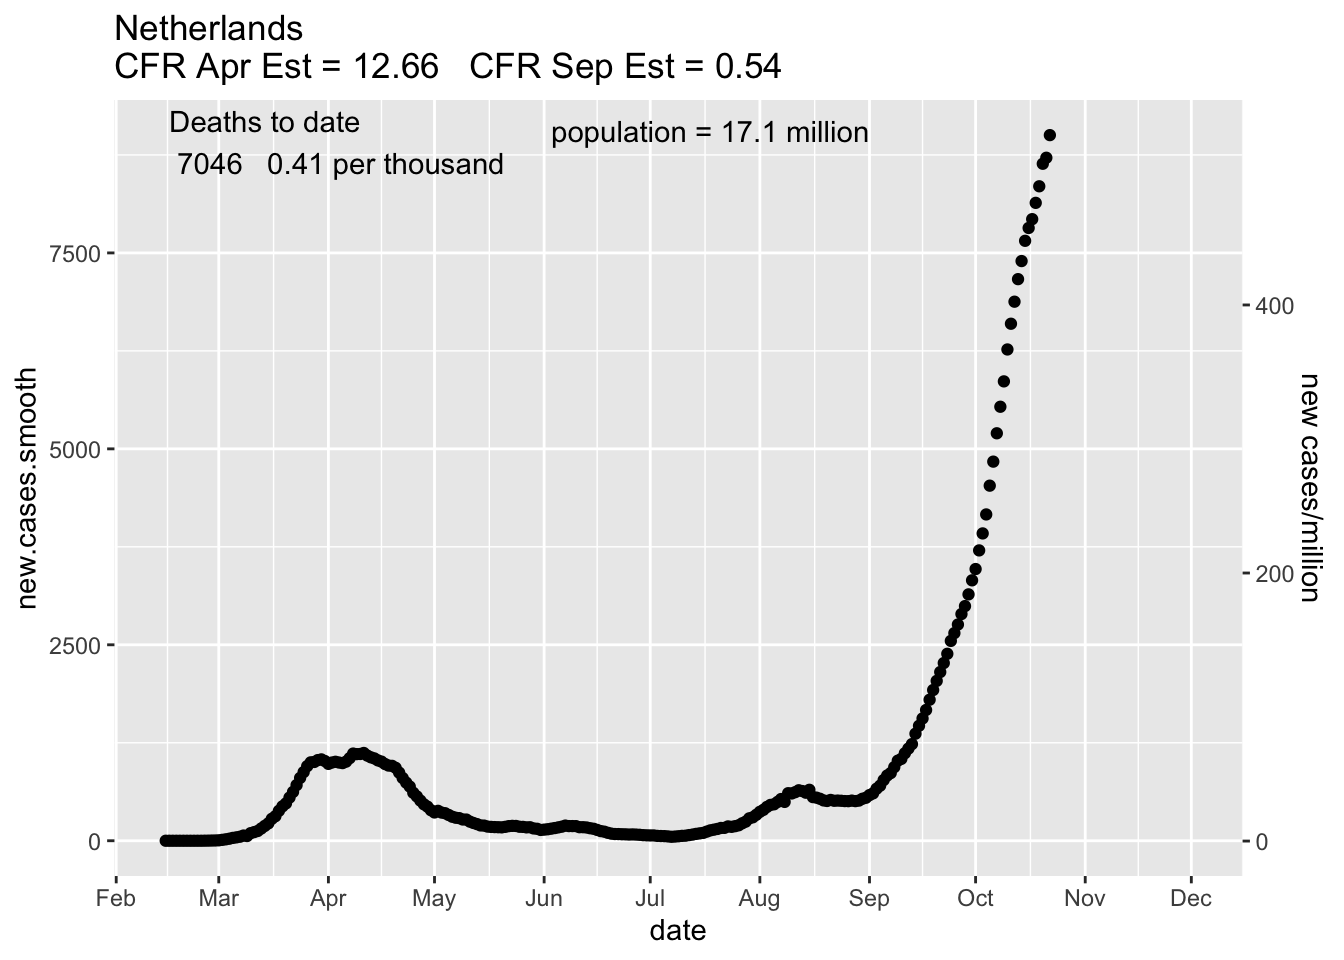 Netherlands
CFR Apr Est = 12.66   CFR Sep Est = 0.54
Deaths to date
7046   0.41 per thousand
population = 17.1 million
new.cases.smooth
7500
5000
2500
0
400
200
0
new cases/million
Feb Mar Apr May Jun Jul Aug Sep Oct Nov Dec
date